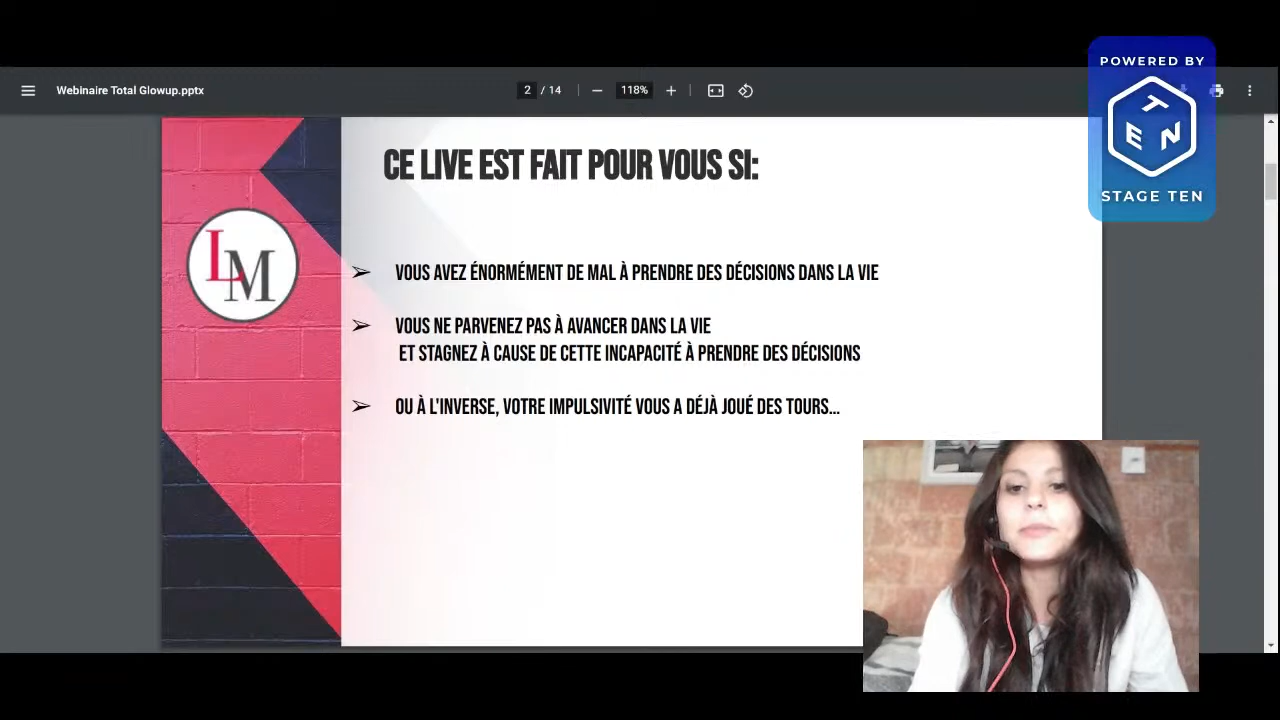 POWERED BY
TEN
STAGE TEN
Webinaire Total Glowup.pptx
2 / 14
118%
CE LIVE EST FAIT POUR VOUS SI:
LM
➢ VOUS AVEZ ÉNORMÉMENT DE MAL À PRENDRE DES DÉCISIONS DANS LA VIE
➢ VOUS NE PARVENEZ PAS À AVANCER DANS LA VIE
ET STAGNEZ À CAUSE DE CETTE INCAPACITÉ À PRENDRE DES DÉCISIONS
➢ OU À L'INVERSE, VOTRE IMPULSIVITÉ VOUS A DÉJÀ JOUÉ DES TOURS...